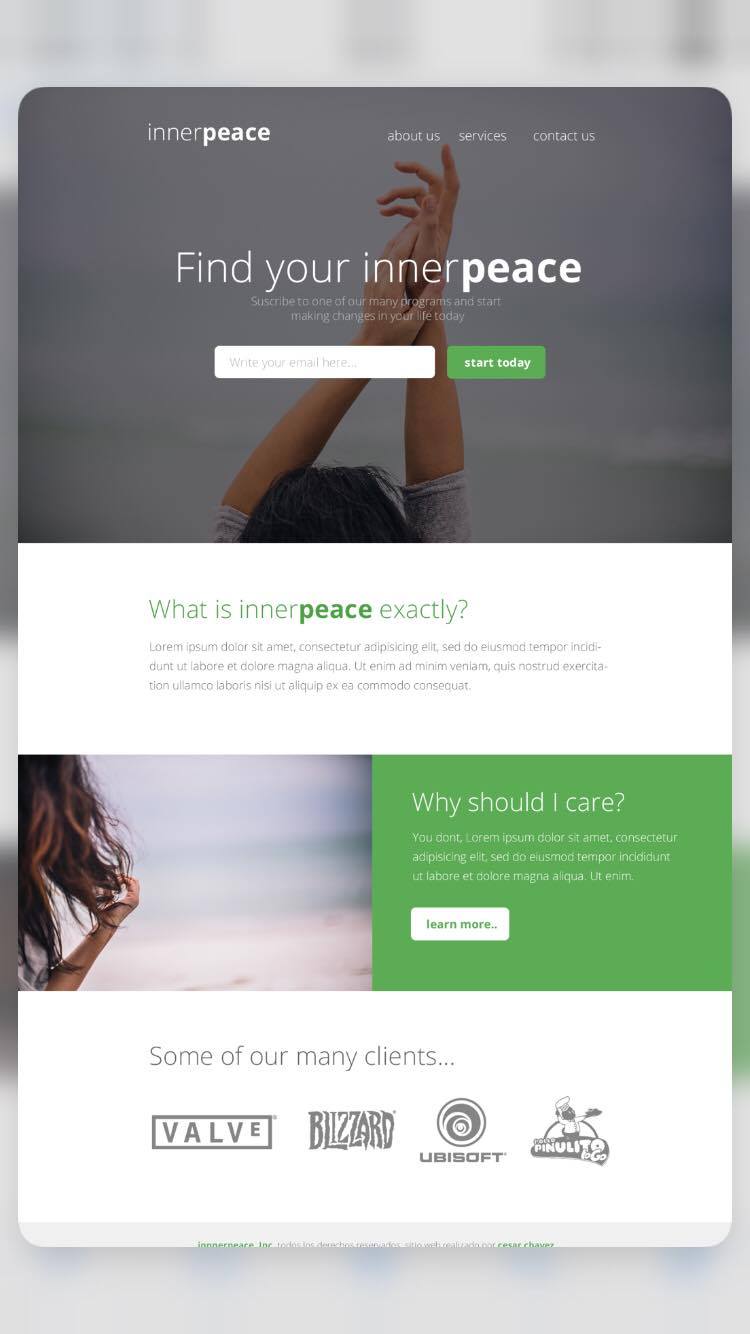 innerpeace
about us services contact us
Find your innerpeace
Suscribe to one of our many programs and start
making changes in your life today
Write your email here...
start today
What is innerpeace exactly?
Lorem ipsum dolor sit amet, consectetur adipisicing elit, sed do eiusmod tempor incidi-
dunt ut labore et dolore magna aliqua. Ut enim ad minim veniam, quis nostrud exercita-
tion ullamco laboris nisi ut aliquip ex ea commodo consequat.
Why should I care?
You dont, Lorem ipsum dolor sit amet, consectetur
adipisicing elit, sed do eiusmod tempor incididunt
ut labore et dolore magna aliqua. Ut enim.
learn more..
Some of our many clients...
VALVE
BLIZZARD
UBISOFT
PINULITO
to Go
innnerpeace, Inc. todos los derechos reservados; sitio web realizado por cesar chavez